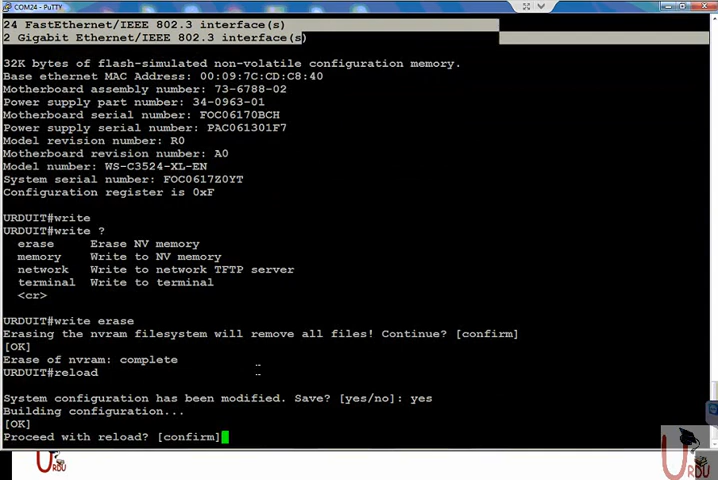 COM24 - PuTTY
24 FastEthernet/IEEE 802.3 interface(s)
2 Gigabit Ethernet/IEEE 802.3 interface(s)
32K bytes of flash-simulated non-volatile configuration memory.
Base ethernet MAC Address: 00:09:7C:CD:C8:40
Motherboard assembly number: 73-6788-02
Power supply part number: 34-0963-01
Motherboard serial number: FOC06170BCH
Power supply serial number: PAC061301F7
Model revision number: R0
Motherboard revision number: A0
Model number: WS-C3524-XL-EN
System serial number: FOC0617Z0YT
Configuration register is 0xF
URDUIT#write
URDUIT#write ?
erase Erase NV memory
memory Write to NV memory
network Write to network TFTP server
terminal Write to terminal
<cr>
URDUIT#write erase
Erasing the nvram filesystem will remove all files! Continue? [confirm]
[OK]
Erase of nvram: complete
URDUIT#reload
System configuration has been modified. Save? [yes/no]: yes
Building configuration...
[OK]
Proceed with reload? [confirm]
URDU
URDU